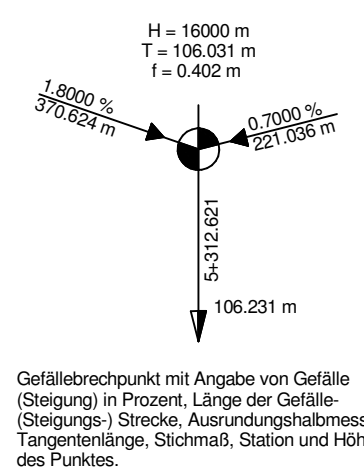 H = 16000 m
T = 106.031 m
f = 0.402 m
1.8000 %
370.624 m
0.7000 %
221.036 m
5+312.621
106.231 m
Gefällebrechpunkt mit Angabe von Gefälle
(Steigung) in Prozent, Länge der Gefälle-
(Steigungs-) Strecke, Ausrundungshalbmess
Tangentenlänge, Stichmaß, Station und Höh
des Punktes.